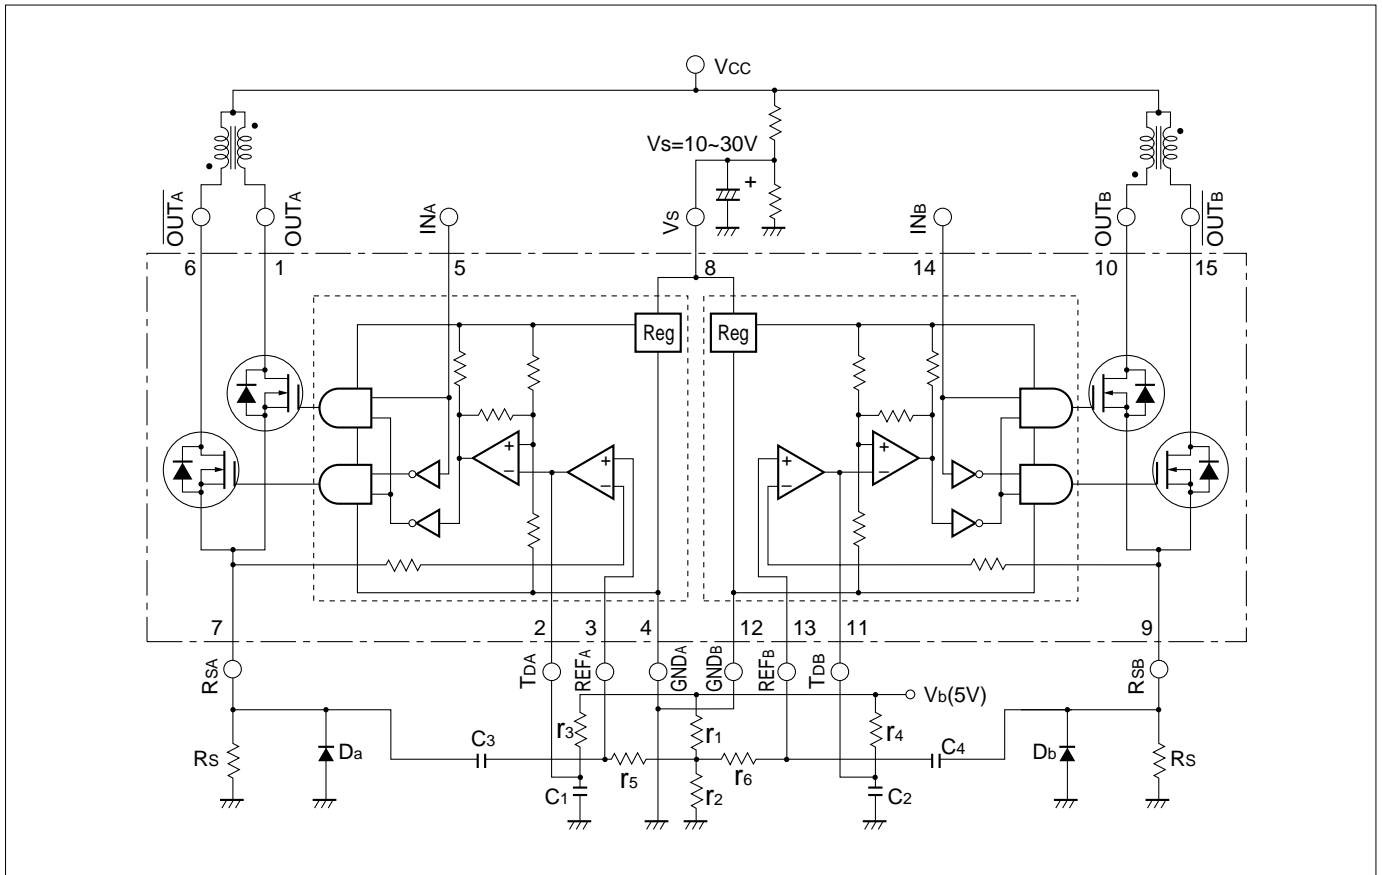 Vcc
Vs=10~30V
+
OUTA
OUTA
INA
Vs
INB
OUTB
OUTB
6
1
5
8
14
10
15
Reg
Reg
+
−
+
−
+
−
+
−
7
2
3
4
12
13
11
9
RSA
TDA
REFA
GNDA
GNDB
REFB
TDB
RSB
Vb(5V)
r3
r1
r4
Rs
Da
C3
r5
r6
C4
Db
Rs
C1
r2
C2